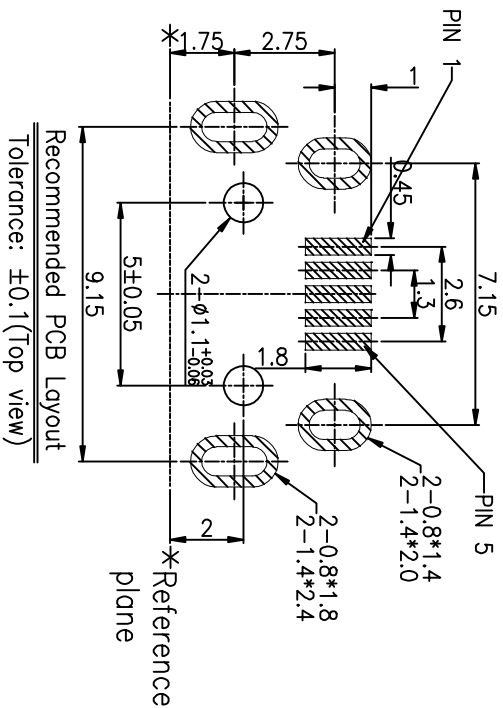 PIN 1
PIN 5
7.15
2.6
1.3
0.45
1
2.75
*1.75
1.8
2-0.8*1.4
2-1.4*2.0
2-0.8*1.8
2-1.4*2.4
2-ø1.1+0.03 -0.06
5±0.05
9.15
2
*Reference
plane
Recommended PCB Layout
Tolerance: ±0.1(Top view)